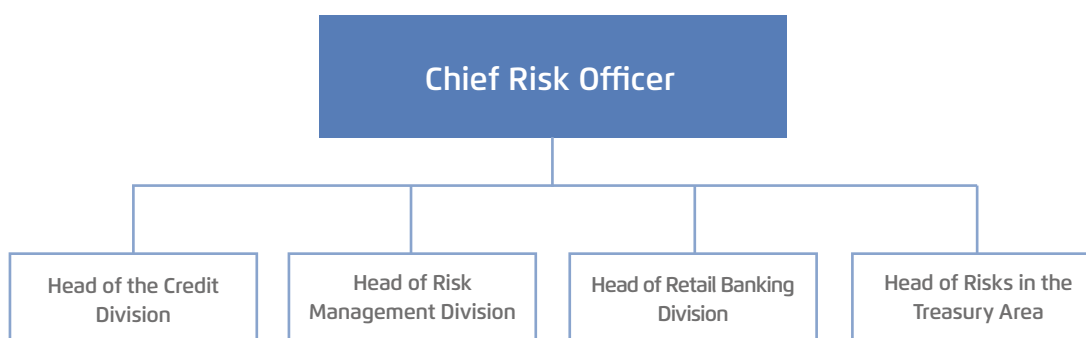 Chief Risk Officer
Head of the Credit
Division
Head of Risk
Management Division
Head of Retail Banking
Division
Head of Risks in the
Treasury Area